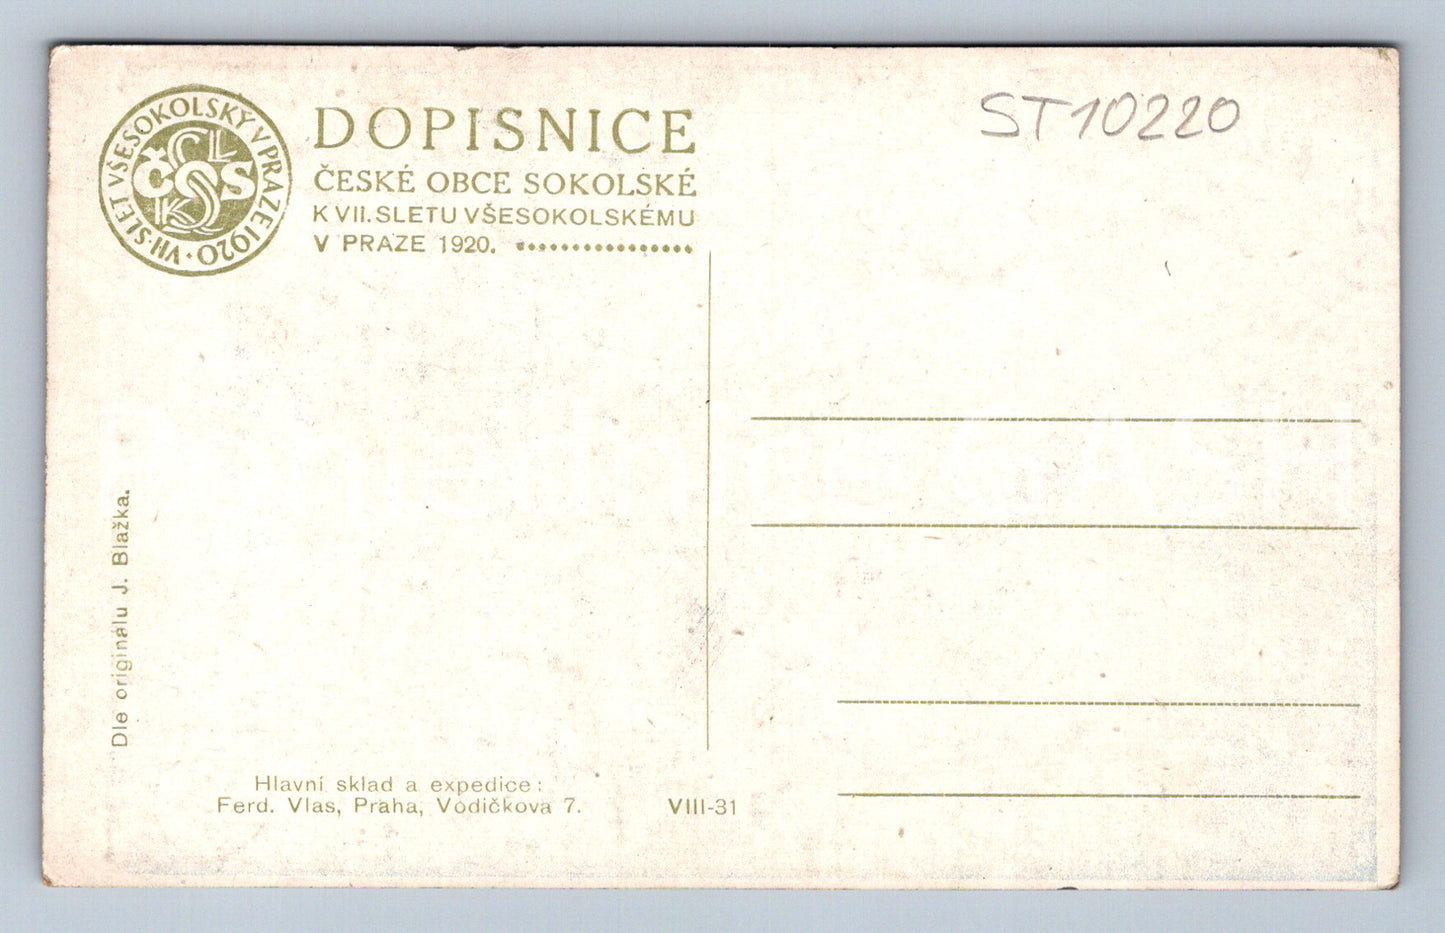 VII. SLET VŠESOKOLSKÝ V PRAZE 1920 •
ČOS
DOPISNICE
ČESKÉ OBCE SOKOLSKÉ
K VII. SLETU VŠESOKOLSKÉMU
V PRAZE 1920.
ST10220
Dle originálu J. Blažka.
Hlavní sklad a expedice:
Ferd. Vlas, Praha, Vodičkova 7.
VIII-31